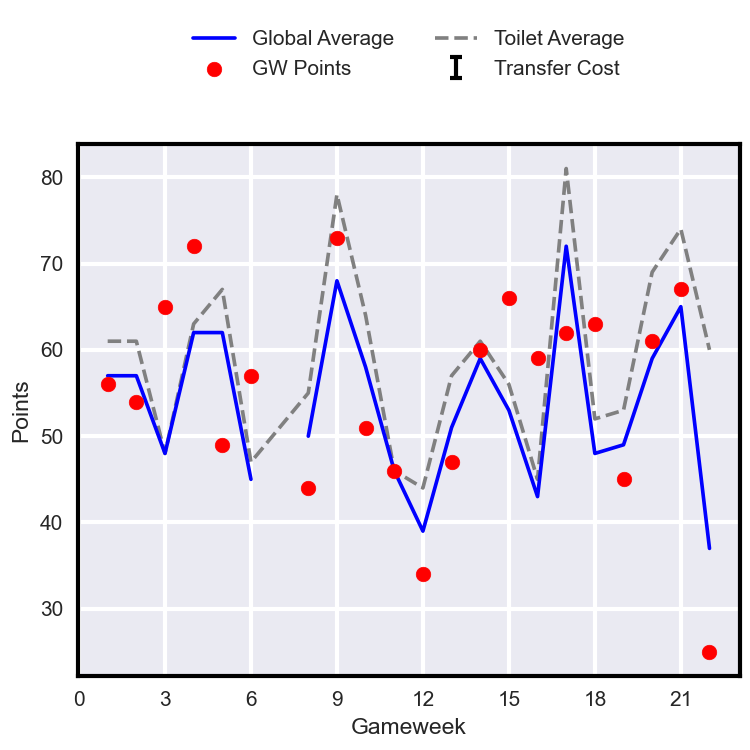 Global Average
Toilet Average
GW Points
Transfer Cost
80
70
60
50
40
30
Points
0 3 6 9 12 15 18 21
Gameweek